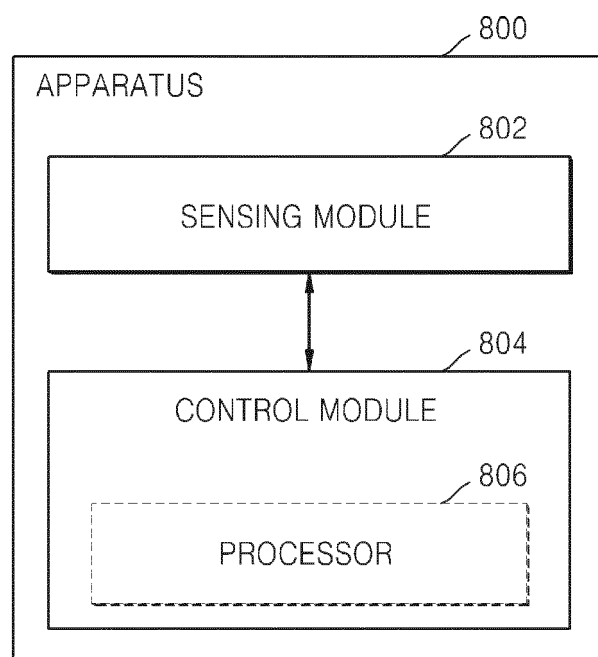 800
APPARATUS
802
SENSING MODULE
804
CONTROL MODULE
806
PROCESSOR